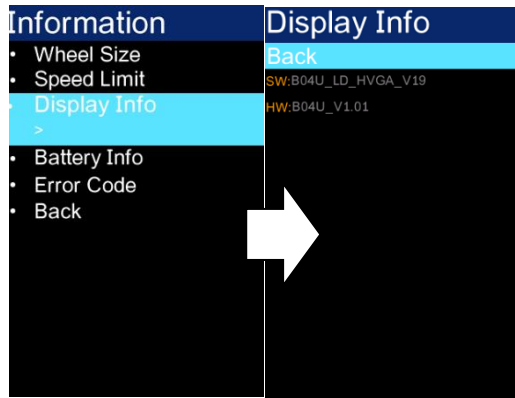 Information
• Wheel Size
• Speed Limit
• Display Info
>
• Battery Info
• Error Code
• Back
Display Info
Back
SW:B04U_LD_HVGA_V19
HW:B04U_V1.01